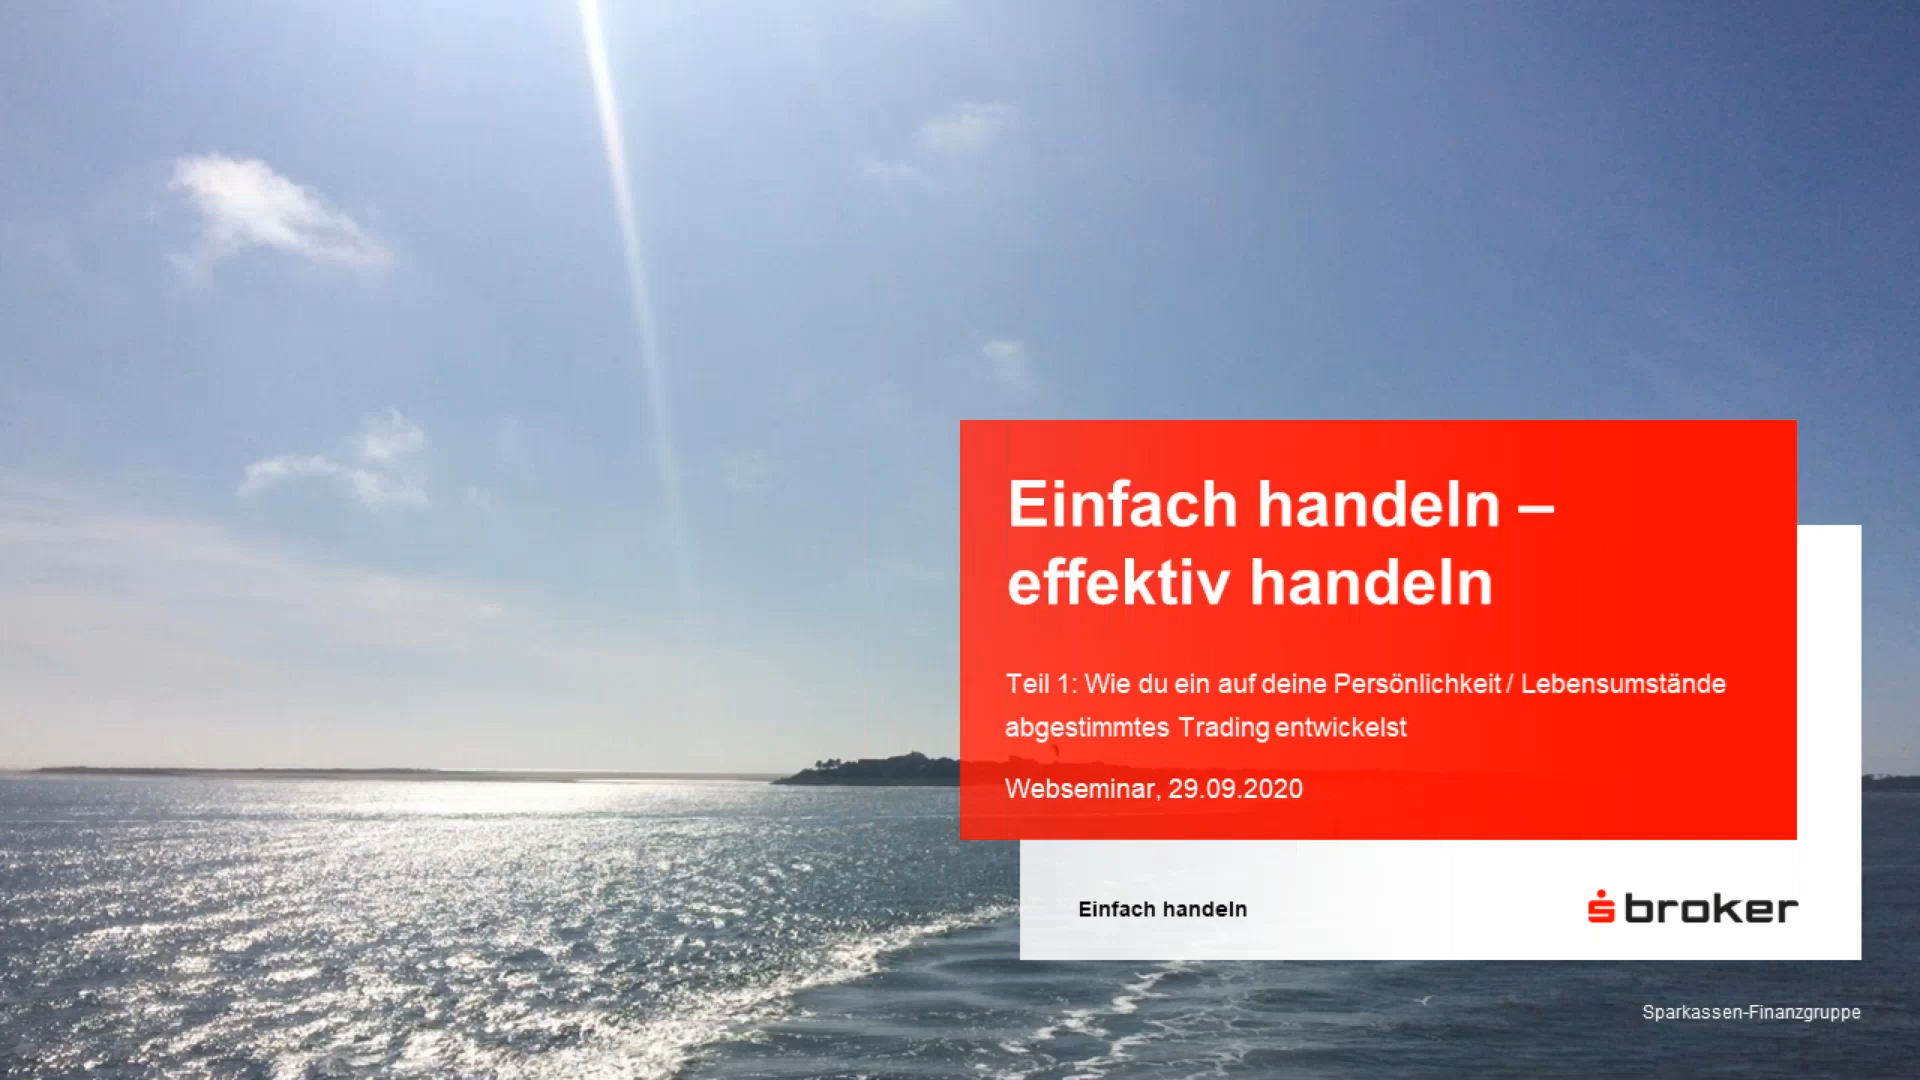 Einfach handeln –
effektiv handeln
Teil 1: Wie du ein auf deine Persönlichkeit / Lebensumstände
abgestimmtes Trading entwickelst
Webseminar, 29.09.2020
Einfach handeln
broker
Sparkassen-Finanzgruppe